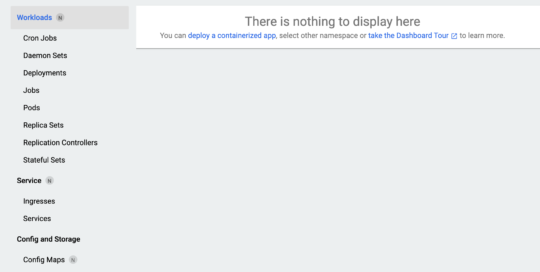 Workloads N
Cron Jobs
Daemon Sets
Deployments
Jobs
Pods
Replica Sets
Replication Controllers
Stateful Sets
Service N
Ingresses
Services
Config and Storage
Config Maps N
There is nothing to display here
You can deploy a containerized app, select other namespace or take the Dashboard Tour to learn more.